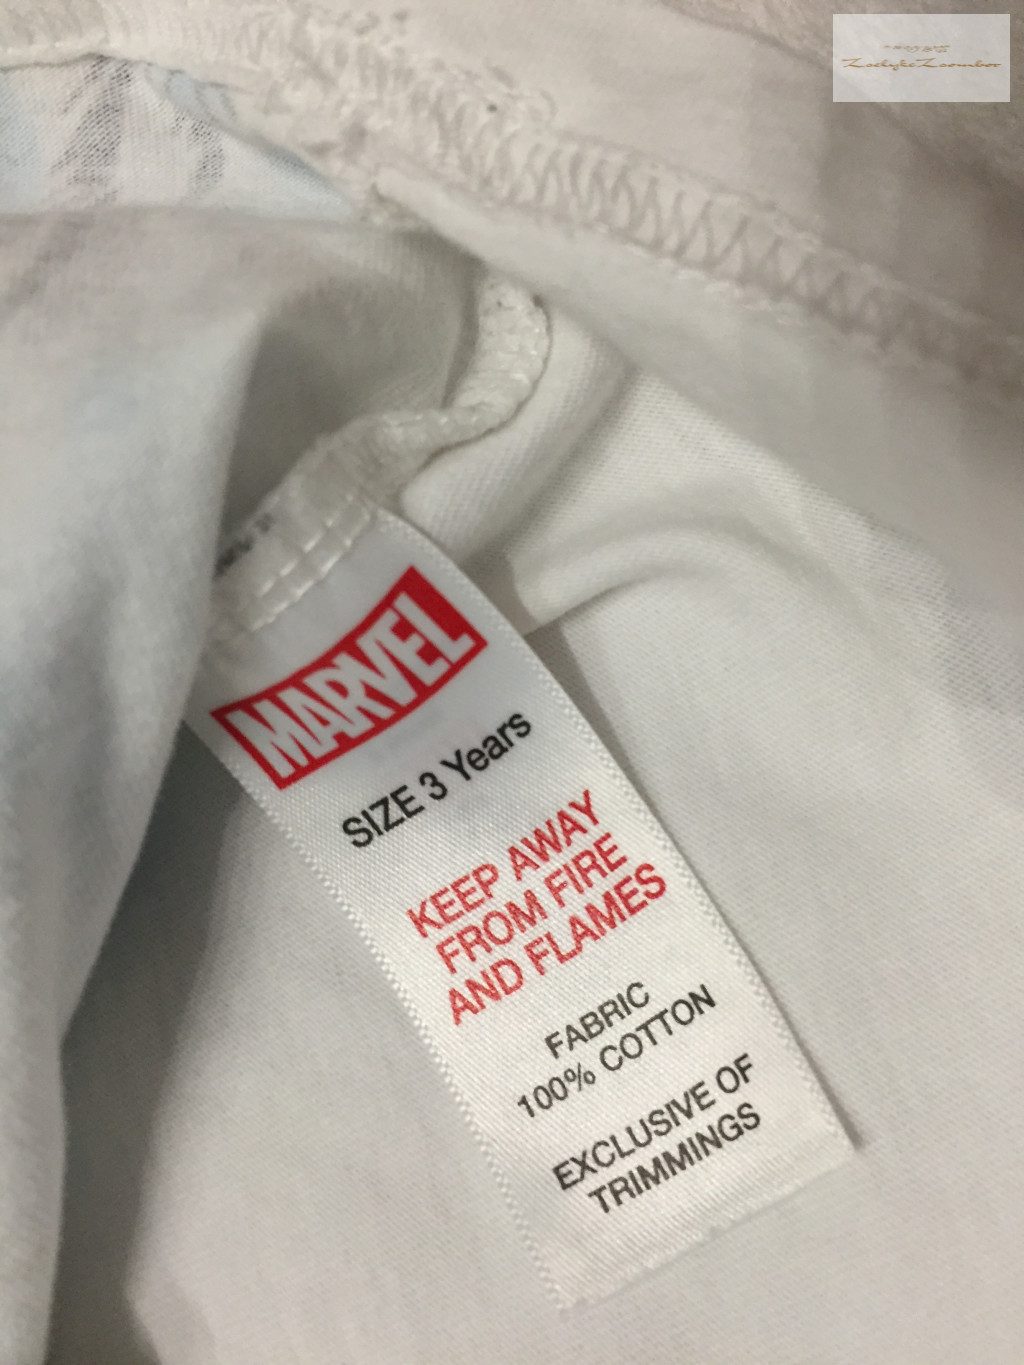 MARVEL
SIZE 3 Years
KEEP AWAY
FROM FIRE
AND FLAMES
FABRIC
100% COTTON
EXCLUSIVE OF
TRIMMINGS